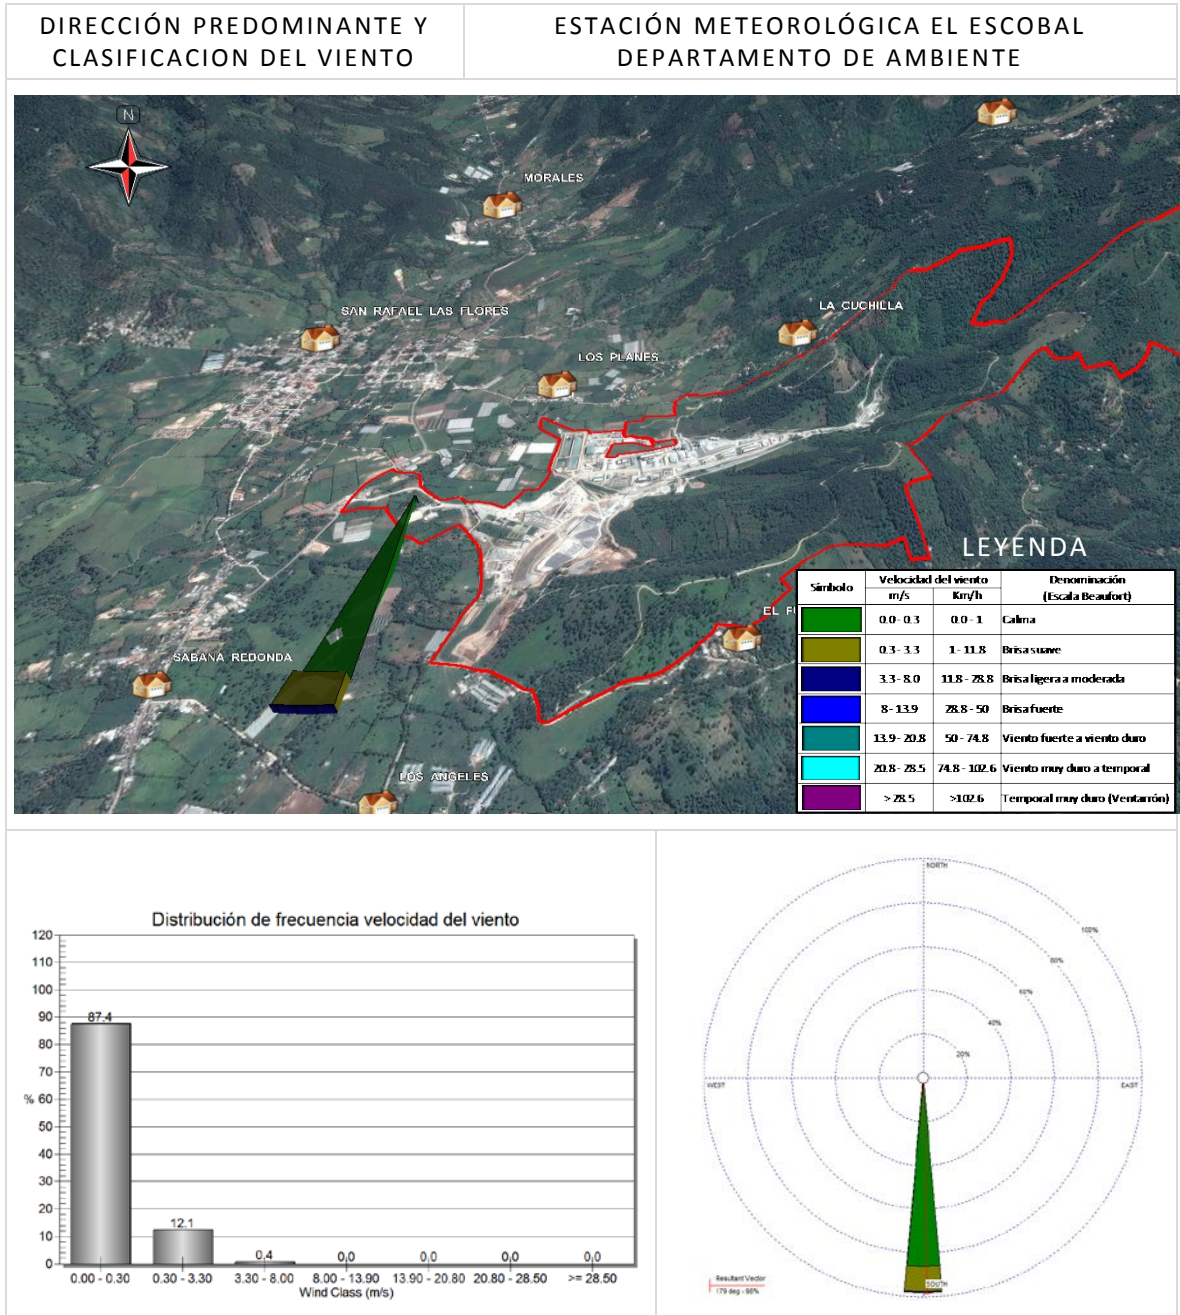 DIRECCIÓN PREDOMINANTE Y
CLASIFICACION DEL VIENTO
ESTACIÓN METEOROLÓGICA EL ESCOBAL
DEPARTAMENTO DE AMBIENTE
N
MORALES
SAN RAFAEL LAS FLORES
LA CUCHILLA
LOS PLANES
SABANA REDONDA
LOS ANGELES
EL
LEYENDA
Símbolo Velocidad del viento Denominación
m/s Km/h (Escala Beaufort)
0.0 - 0.3 0.0 - 1 Calma
0.3 - 3.3 1 - 11.8 Brisa suave
3.3 - 8.0 11.8 - 28.8 Brisa ligera a moderada
8 - 13.9 28.8 - 50 Brisa fuerte
13.9 - 20.8 50 - 74.8 Viento fuerte a viento duro
20.8 - 28.5 74.8 - 102.6 Viento muy duro a temporal
> 28.5 >102.6 Temporal muy duro (Ventarrón)
Distribución de frecuencia velocidad del viento
120
110
100
90
80
70
% 60
50
40
30
20
10
0
87,4
12,1
0,4
0,0
0,0
0,0
0,0
0.00 - 0.30 0.30 - 3.30 3.30 - 8.00 8.00 - 13.90 13.90 - 20.80 20.80 - 28.50 >= 28.50
Wind Class (m/s)
NORTH
100%
80%
60%
40%
20%
WEST
EAST
SOUTH
Resultant Vector
179 deg - 98%